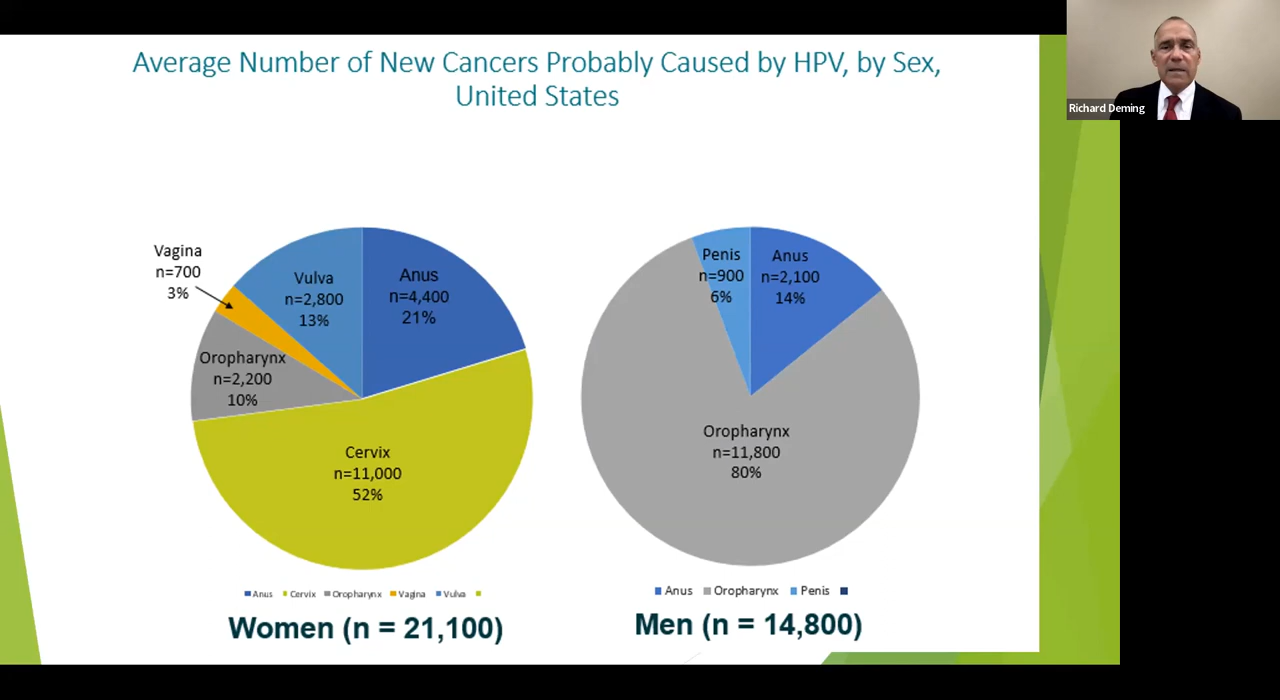 Average Number of New Cancers Probably Caused by HPV, by Sex,
United States
Richard Deming
Vagina
n=700
3%
Vulva
n=2,800
13%
Anus
n=4,400
21%
Oropharynx
n=2,200
10%
Cervix
n=11,000
52%
Anus Cervix Oropharynx Vagina Vulva
Women (n = 21,100)
Penis
n=900
6%
Anus
n=2,100
14%
Oropharynx
n=11,800
80%
Anus Oropharynx Penis
Men (n = 14,800)